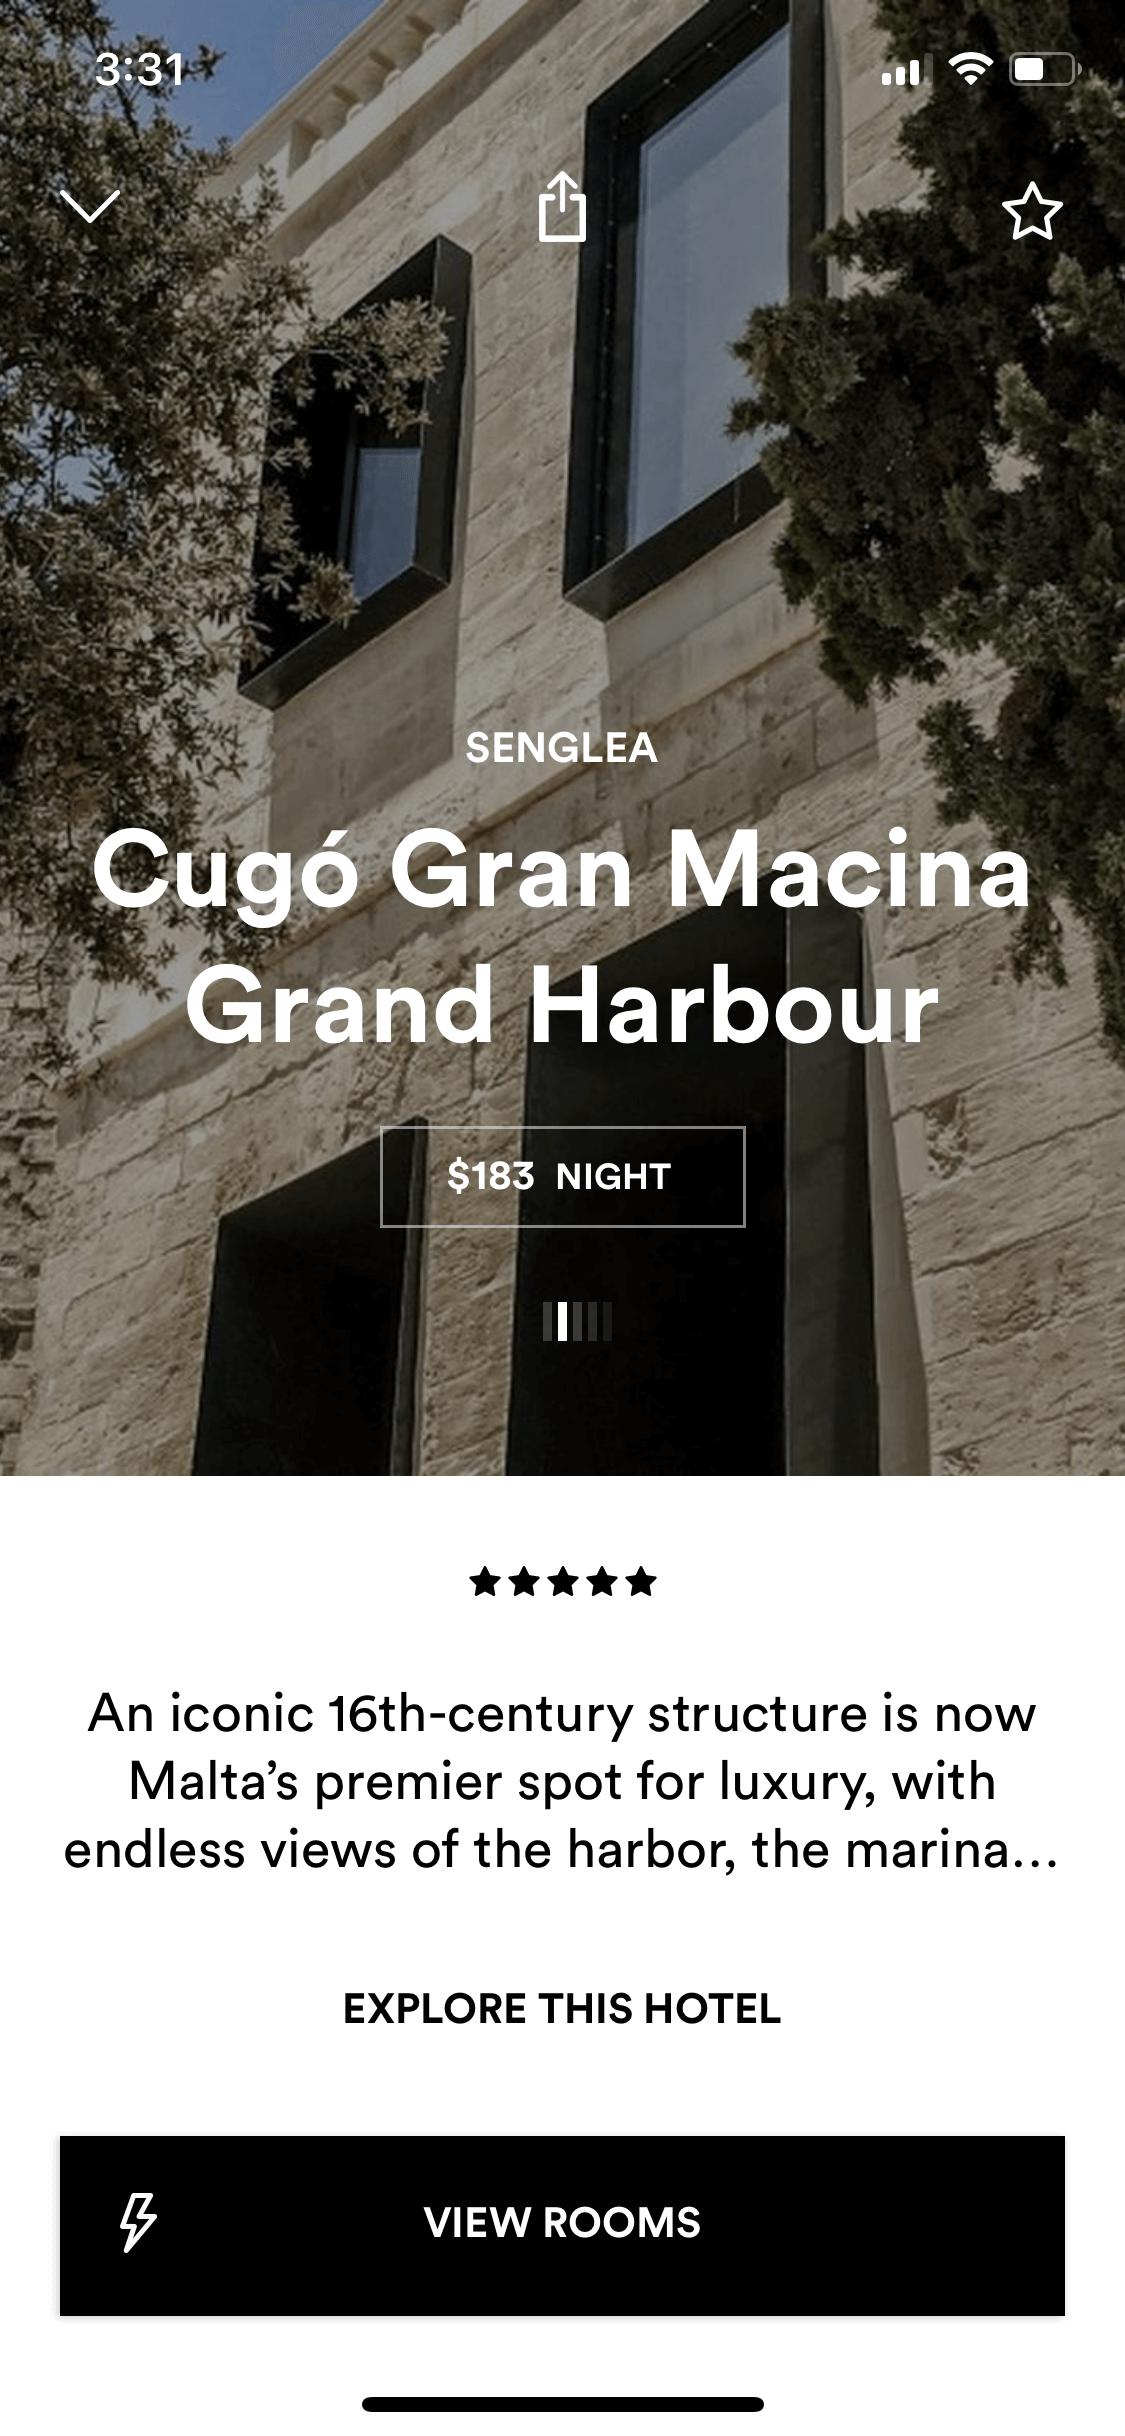 3:31
SENGLEA
Cugó Gran Macina
Grand Harbour
$183 NIGHT
An iconic 16th-century structure is now
Malta’s premier spot for luxury, with
endless views of the harbor, the marina…
EXPLORE THIS HOTEL
VIEW ROOMS